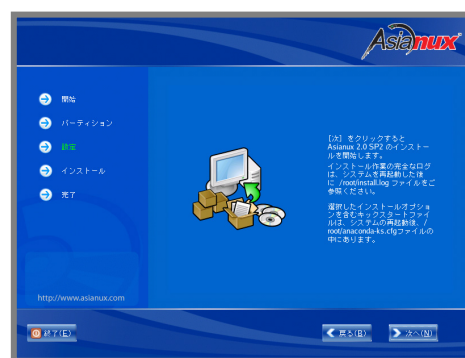 Asianux
開始
パーティション
設定
インストール
完了
[次] をクリックすると
Asianux 2.0 SP2 のインストー
ルを開始します。
インストール作業の完全なログ
は、システムを再起動した後
に /root/install.log ファイルをご
参照ください。
選択したインストールオプショ
ンを含むキックスタートファイ
ルは、システムの再起動後、/
root/anaconda-ks.cfgファイルの
中にあります。
http://www.asianux.com
終了(E)
戻る(B)
次へ(N)